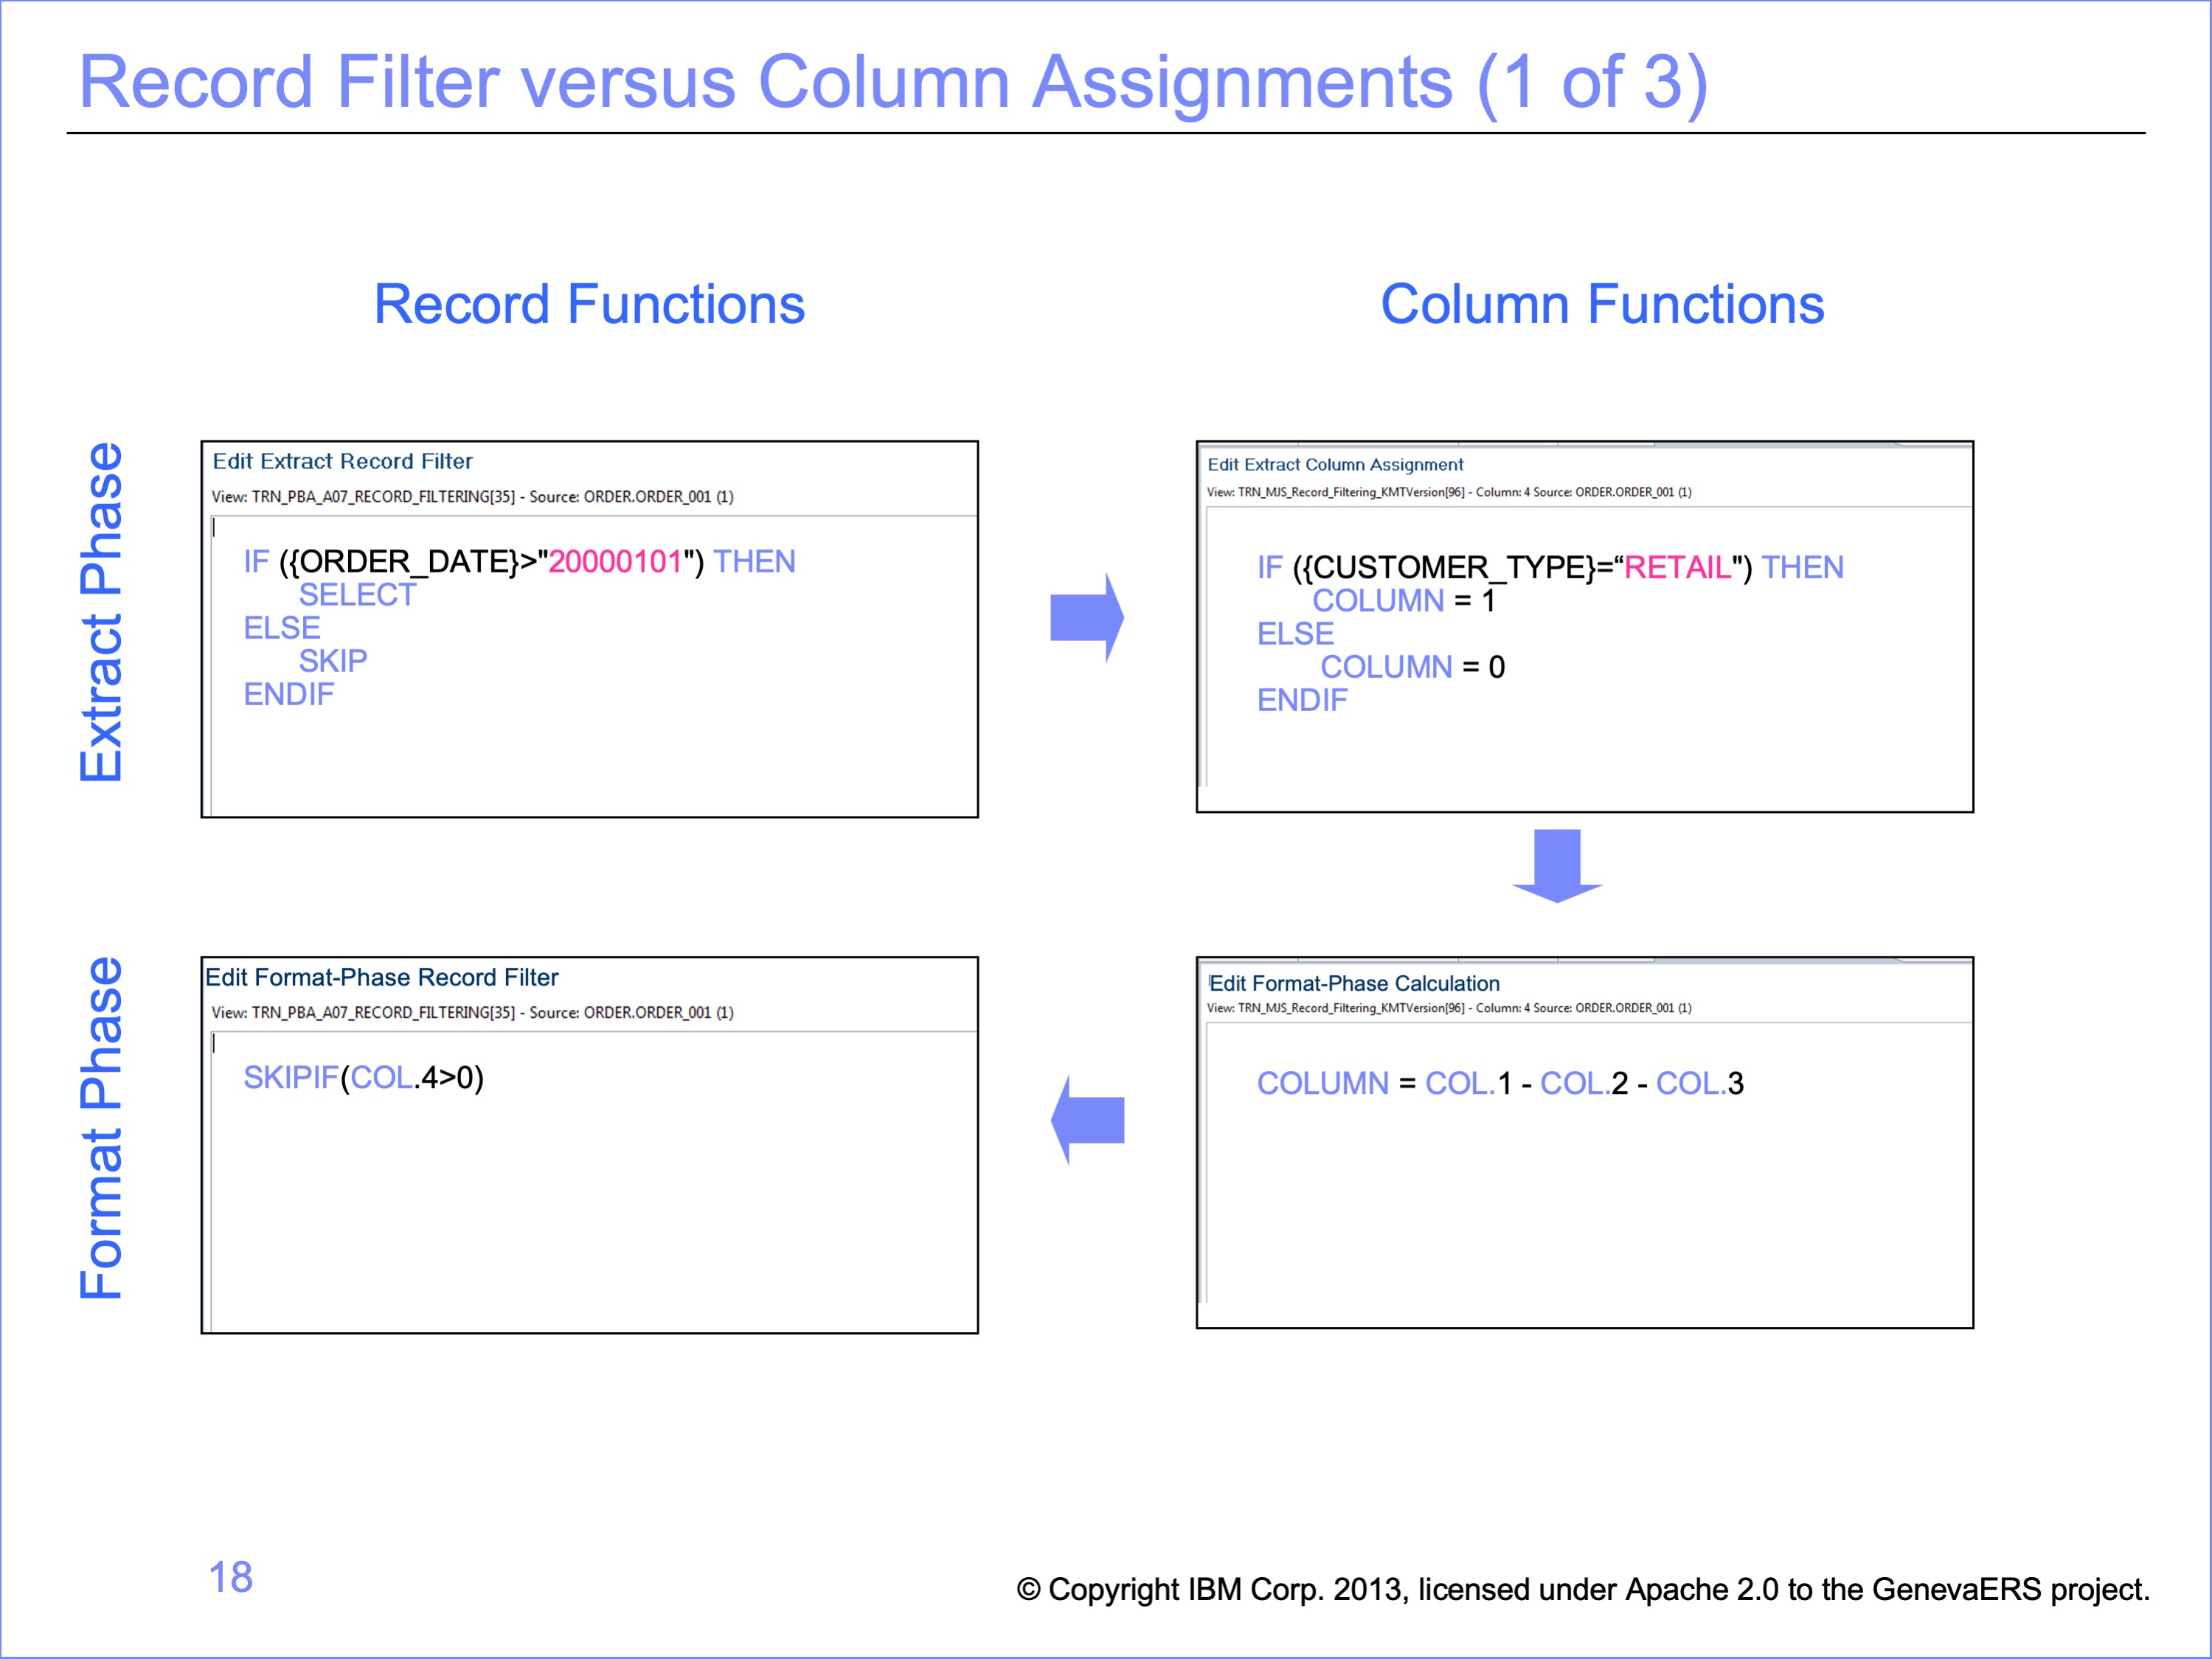 Record Filter versus Column Assignments (1 of 3)
Record Functions
Column Functions
Extract Phase
Edit Extract Record Filter
View: TRN_PBA_A07_RECORD_FILTERING[35] - Source: ORDER.ORDER_001 (1)
IF ({ORDER_DATE}>"20000101") THEN
SELECT
ELSE
SKIP
ENDIF
Edit Extract Column Assignment
View: TRN_MJS_Record_Filtering_KMTVersion[96] - Column: 4 Source: ORDER.ORDER_001 (1)
IF ({CUSTOMER_TYPE}=“RETAIL") THEN
COLUMN = 1
ELSE
COLUMN = 0
ENDIF
Format Phase
Edit Format-Phase Record Filter
View: TRN_PBA_A07_RECORD_FILTERING[35] - Source: ORDER.ORDER_001 (1)
SKIPIF(COL.4>0)
Edit Format-Phase Calculation
View: TRN_MJS_Record_Filtering_KMTVersion[96] - Column: 4 Source: ORDER.ORDER_001 (1)
COLUMN = COL.1 - COL.2 - COL.3
18
© Copyright IBM Corp. 2013, licensed under Apache 2.0 to the GenevaERS project.